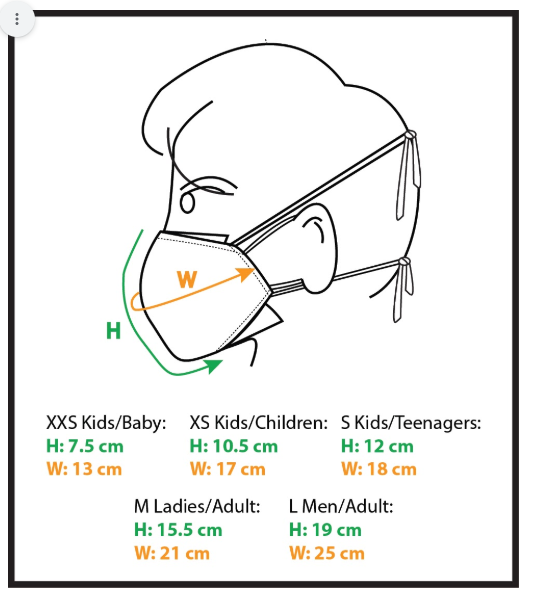 W
H
XXS Kids/Baby:
H: 7.5 cm
W: 13 cm
XS Kids/Children:
H: 10.5 cm
W: 17 cm
S Kids/Teenagers:
H: 12 cm
W: 18 cm
M Ladies/Adult:
H: 15.5 cm
W: 21 cm
L Men/Adult:
H: 19 cm
W: 25 cm